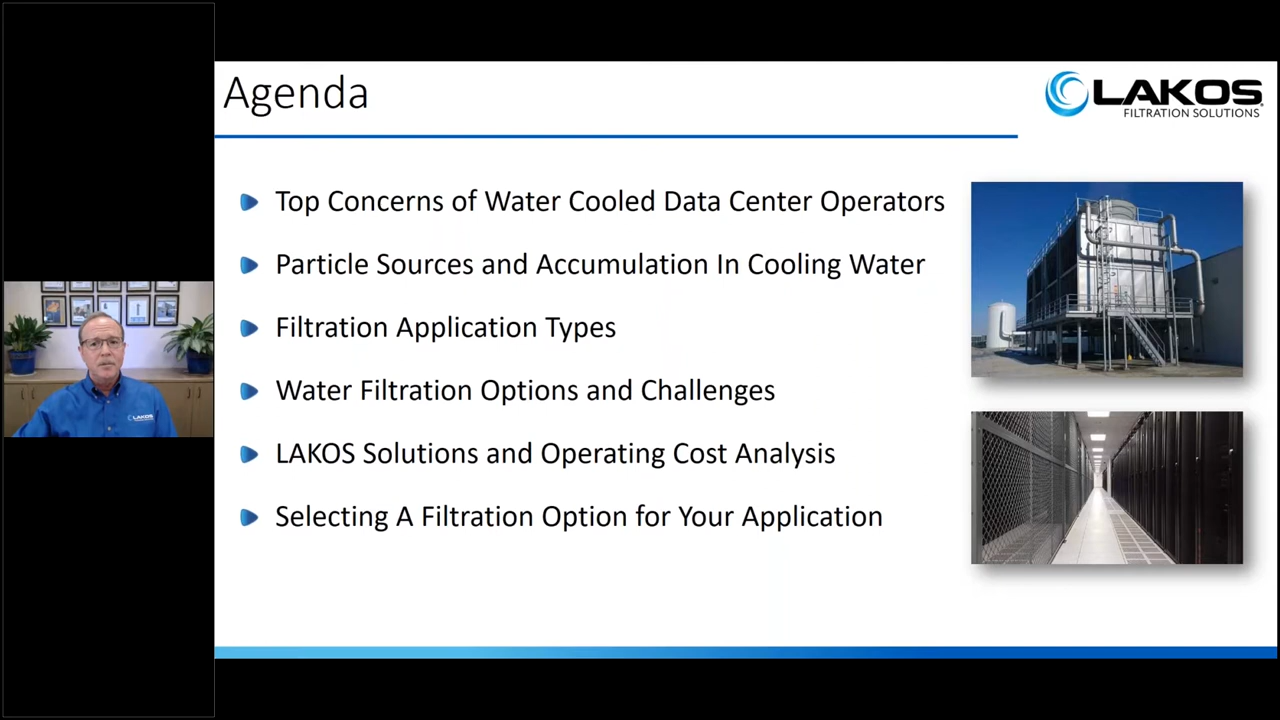 Agenda
LAKOS
FILTRATION SOLUTIONS
Top Concerns of Water Cooled Data Center Operators
Particle Sources and Accumulation In Cooling Water
Filtration Application Types
Water Filtration Options and Challenges
LAKOS Solutions and Operating Cost Analysis
Selecting A Filtration Option for Your Application
LAKOS